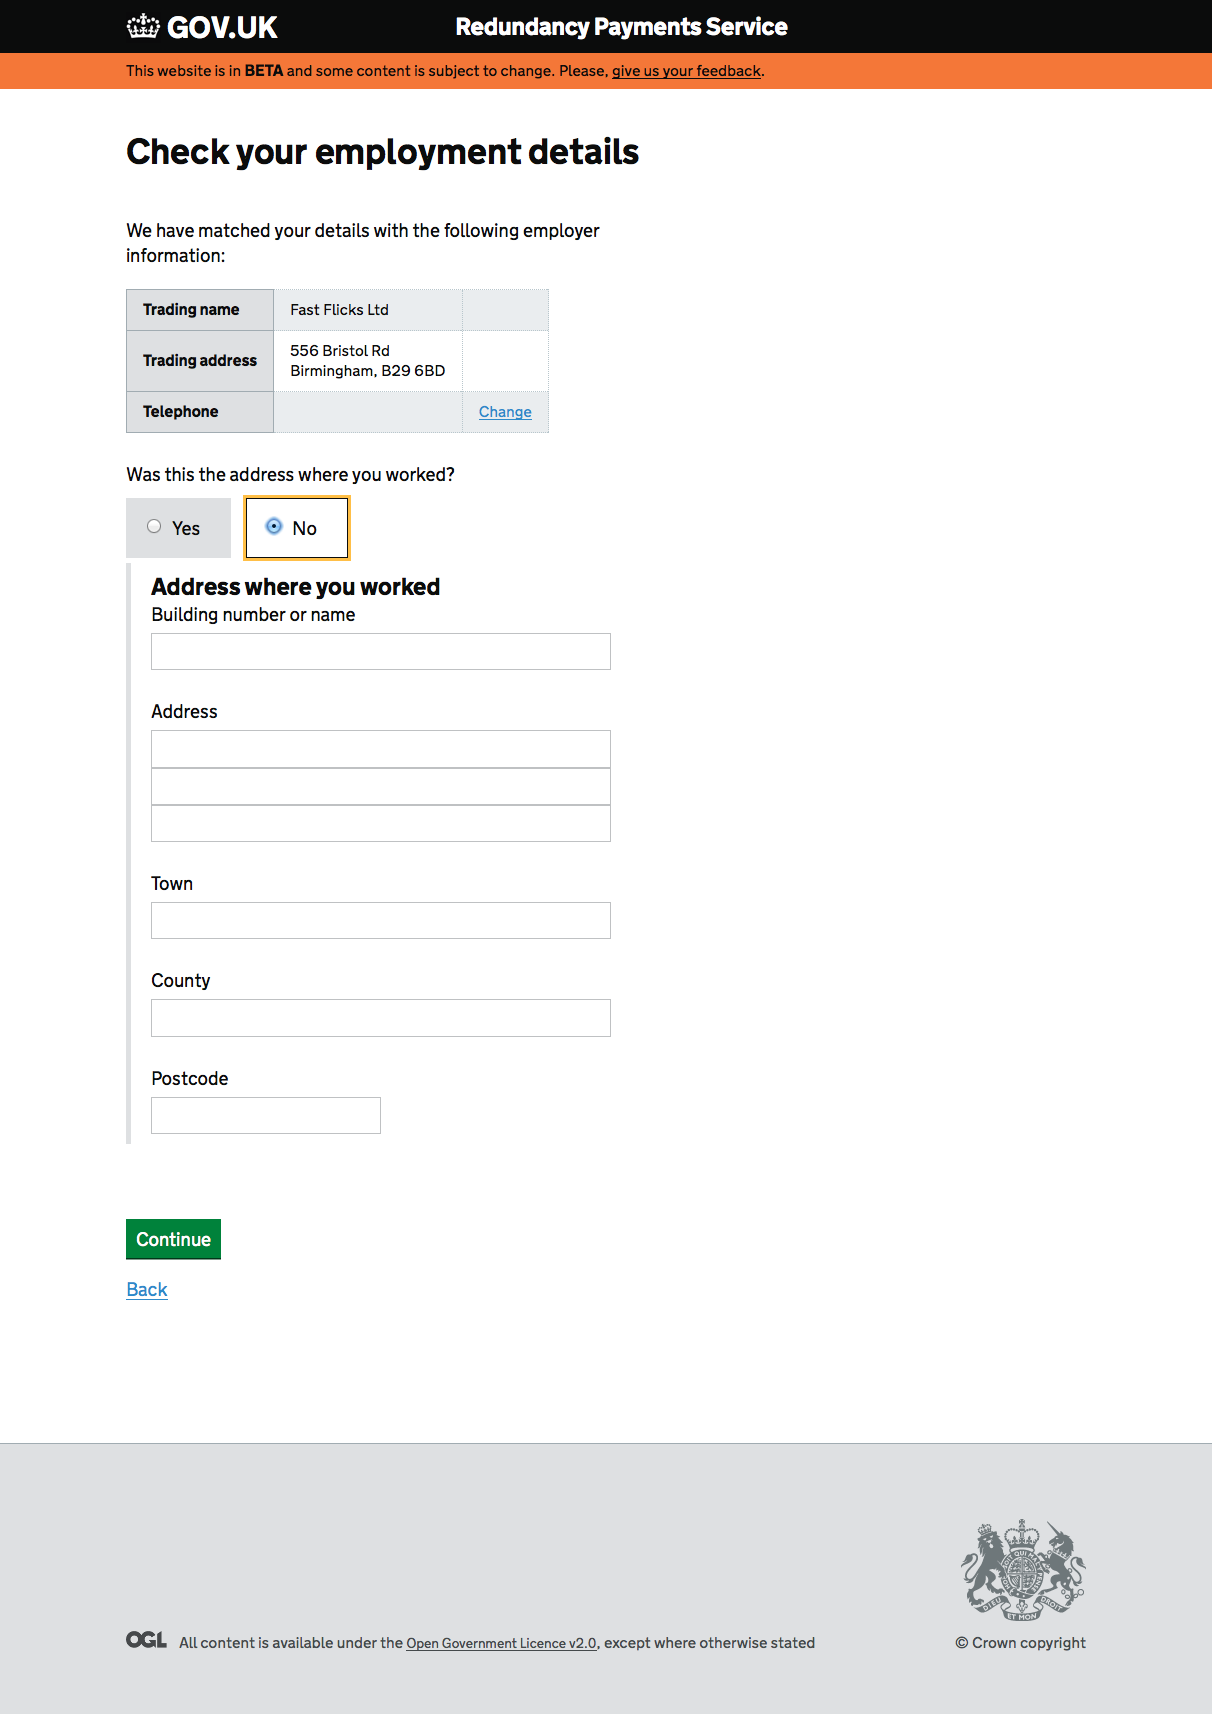 GOV.UK
Redundancy Payments Service
This website is in BETA and some content is subject to change. Please, give us your feedback.
Check your employment details
We have matched your details with the following employer
information:
Trading name Fast Flicks Ltd
Trading address 556 Bristol Rd
Birmingham, B29 6BD
Telephone Change
Was this the address where you worked?
Yes No
Address where you worked
Building number or name
Address
Town
County
Postcode
Continue
Back
DIEU ET MON DROIT
OGL All content is available under the Open Government Licence v2.0, except where otherwise stated
© Crown copyright